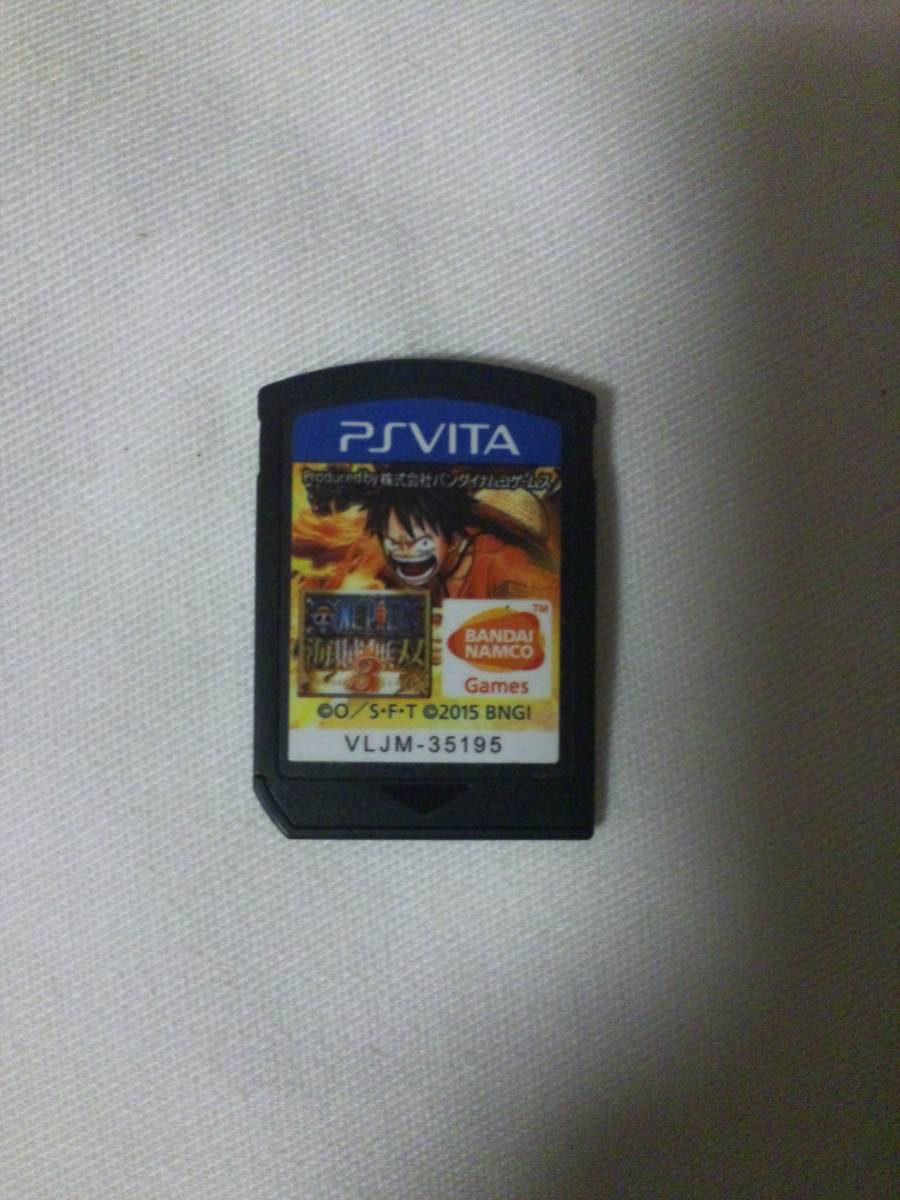 PSVITA
Produced by 株式会社バンダイナムコゲームス
ONE PIECE
海賊無双
3
BANDAI
NAMCO
TM
Games
©O/S・F・T ©2015 BNGI
VLJM-35195